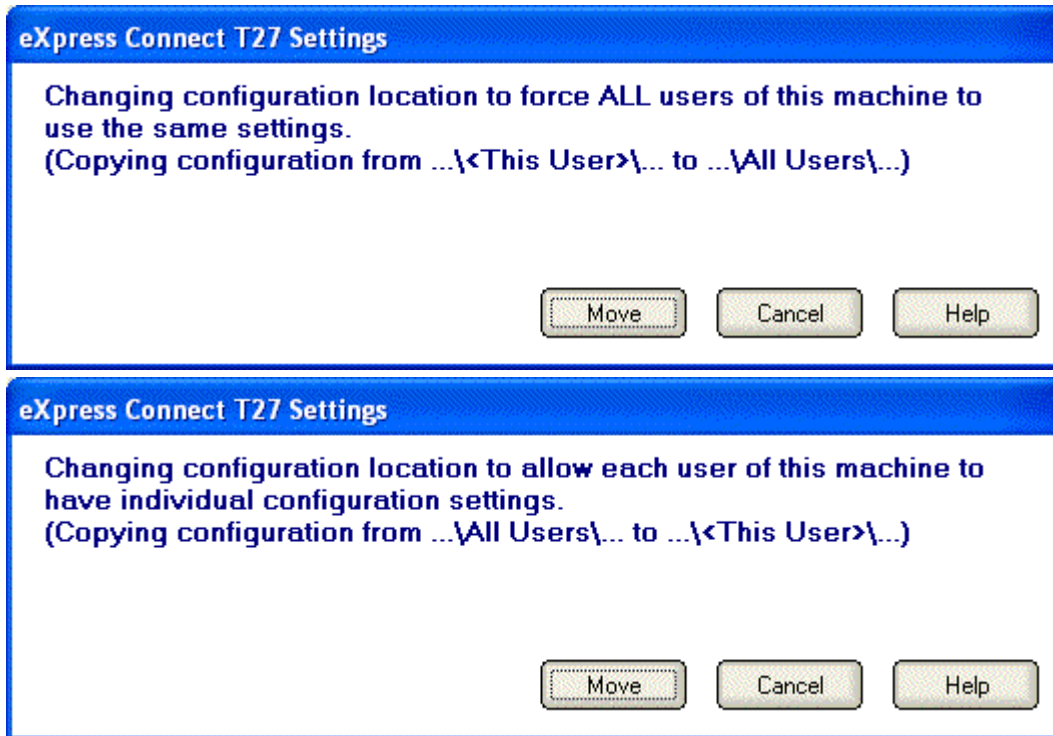 eXpress Connect T27 Settings
Changing configuration location to force ALL users of this machine to
use the same settings.
(Copying configuration from ...\<This User>\... to ...\All Users\...)
Move Cancel Help
eXpress Connect T27 Settings
Changing configuration location to allow each user of this machine to
have individual configuration settings.
(Copying configuration from ...\All Users\... to ...\<This User>\...)
Move Cancel Help